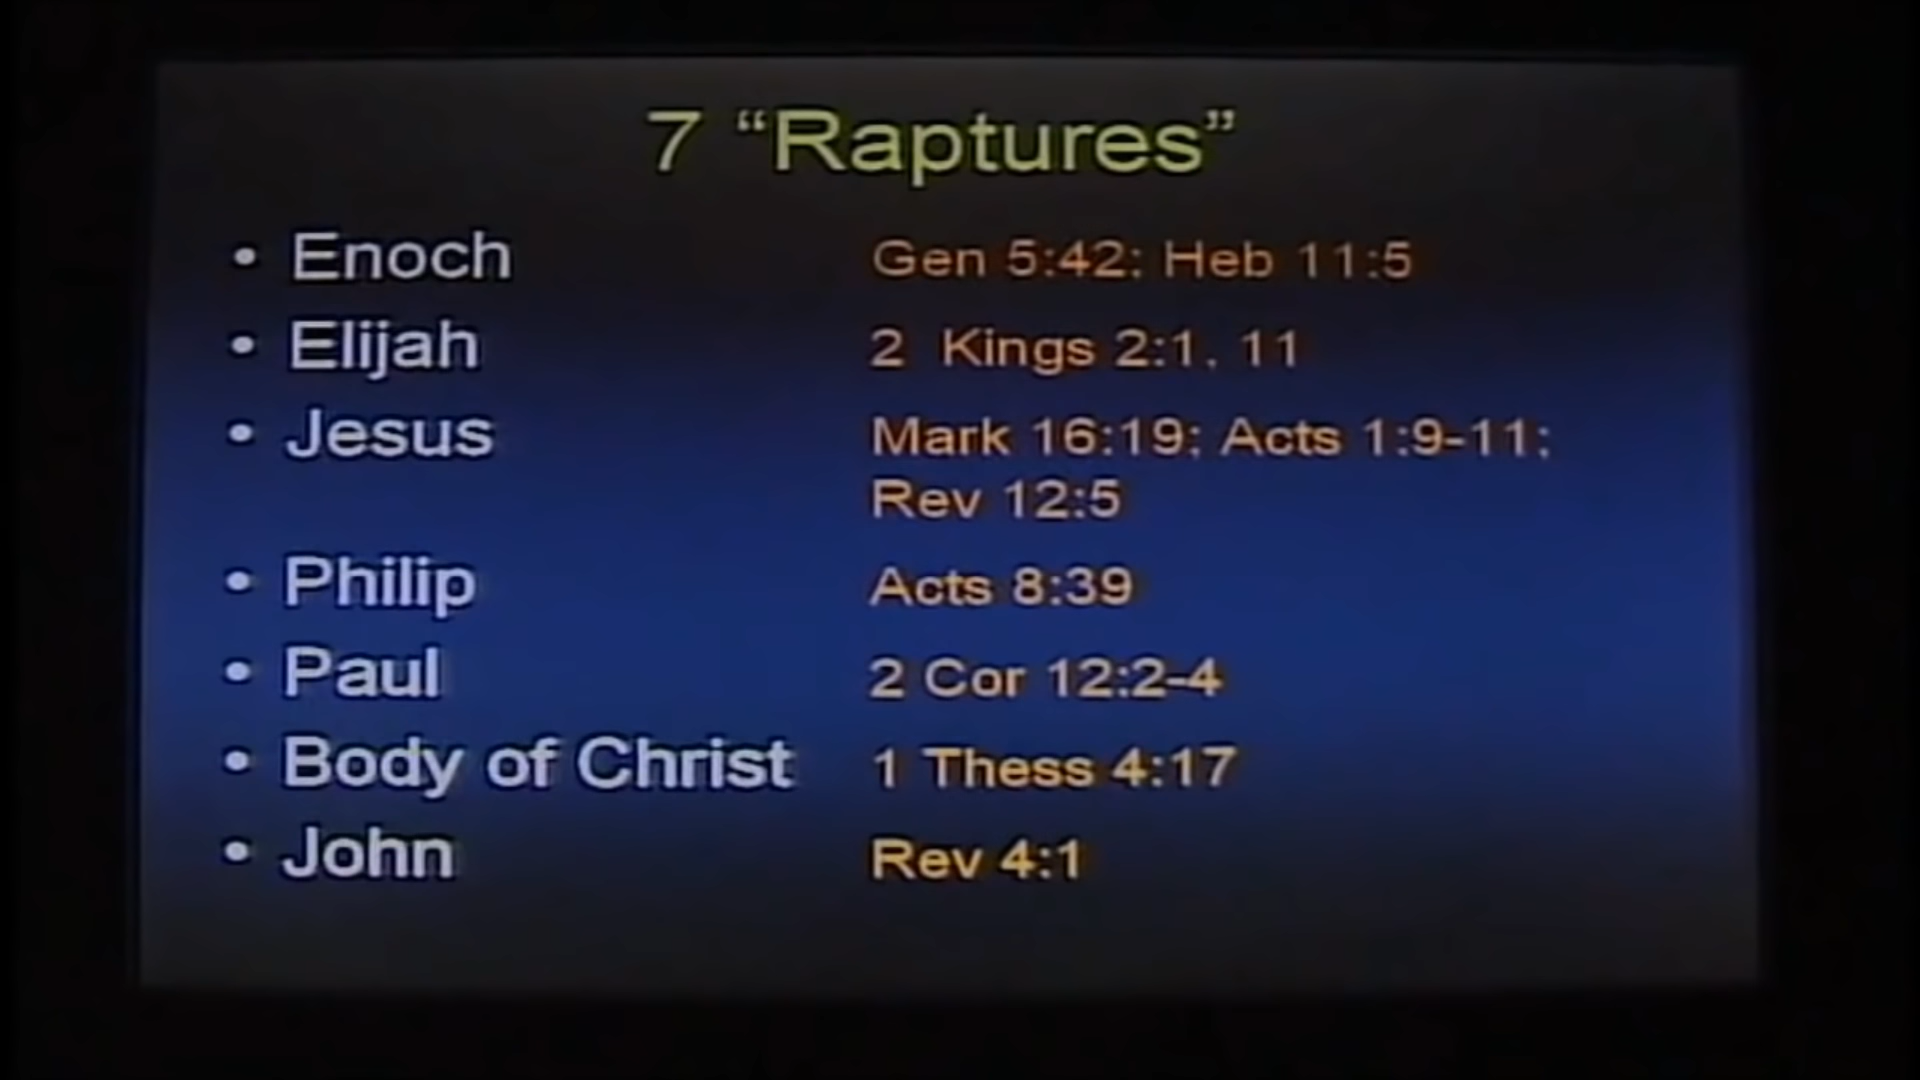 7 “Raptures”
• Enoch Gen 5:42; Heb 11:5
• Elijah 2 Kings 2:1, 11
• Jesus Mark 16:19; Acts 1:9-11;
Rev 12:5
• Philip Acts 8:39
• Paul 2 Cor 12:2-4
• Body of Christ 1 Thess 4:17
• John Rev 4:1